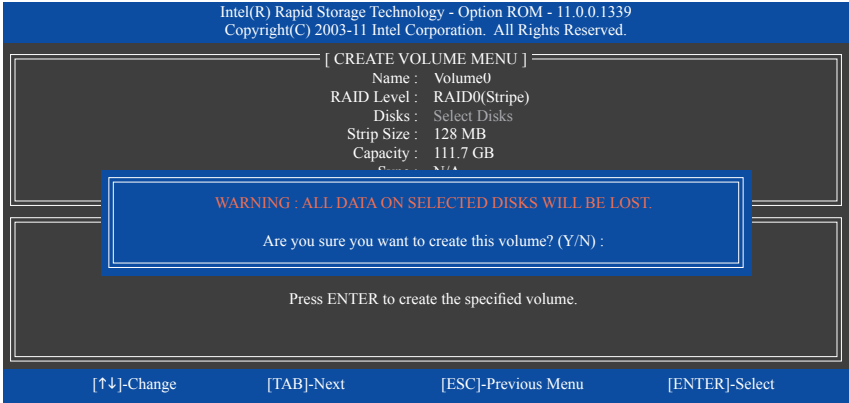 Intel(R) Rapid Storage Technology - Option ROM - 11.0.0.1339
Copyright(C) 2003-11 Intel Corporation. All Rights Reserved.
[ CREATE VOLUME MENU ]
Name : Volume0
RAID Level : RAID0(Stripe)
Disks : Select Disks
Strip Size : 128 MB
Capacity : 111.7 GB
Sync : N/A
WARNING : ALL DATA ON SELECTED DISKS WILL BE LOST.
Are you sure you want to create this volume? (Y/N) :
Press ENTER to create the specified volume.
[↑↓]-Change [TAB]-Next [ESC]-Previous Menu [ENTER]-Select